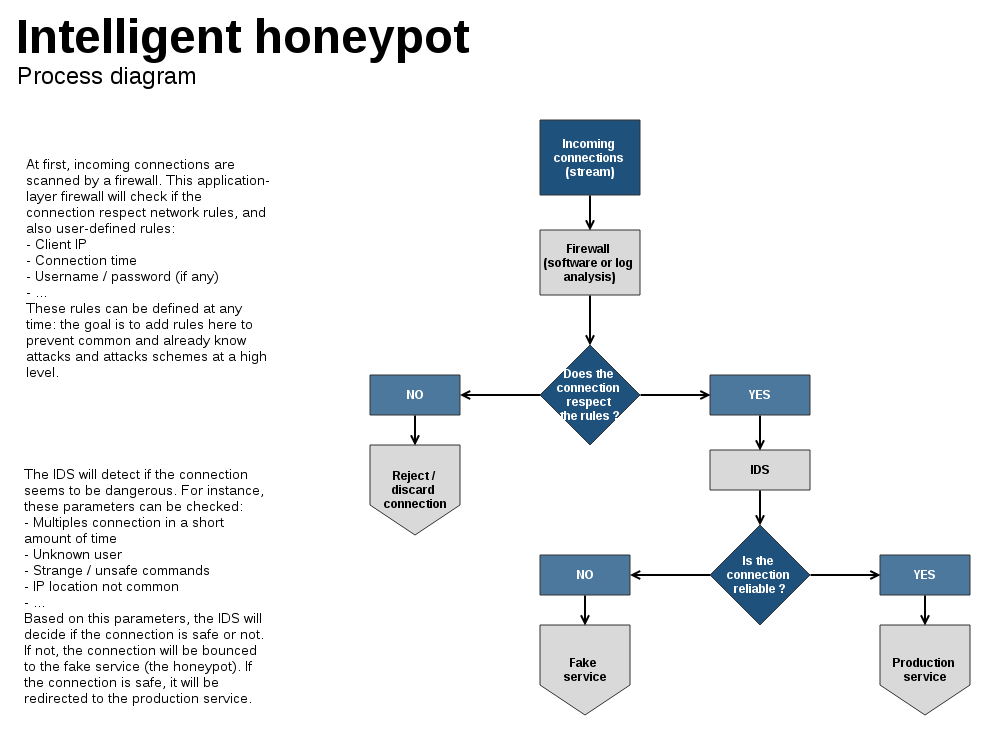 Intelligent honeypot
Process diagram
At first, incoming connections are
scanned by a firewall. This application-
layer firewall will check if the
connection respect network rules, and
also user-defined rules:
- Client IP
- Connection time
- Username / password (if any)
- ...
These rules can be defined at any
time: the goal is to add rules here to
prevent common and already know
attacks and attacks schemes at a high
level.
The IDS will detect if the connection
seems to be dangerous. For instance,
these parameters can be checked:
- Multiples connection in a short
amount of time
- Unknown user
- Strange / unsafe commands
- IP location not common
- ...
Based on this parameters, the IDS will
decide if the connection is safe or not.
If not, the connection will be bounced
to the fake service (the honeypot). If
the connection is safe, it will be
redirected to the production service.
Incoming
connections
(stream)
Firewall
(software or log
analysis)
Does the
connection
respect
the rules ?
NO
Reject /
discard
connection
YES
IDS
Is the
connection
reliable ?
NO
Fake
service
YES
Production
service